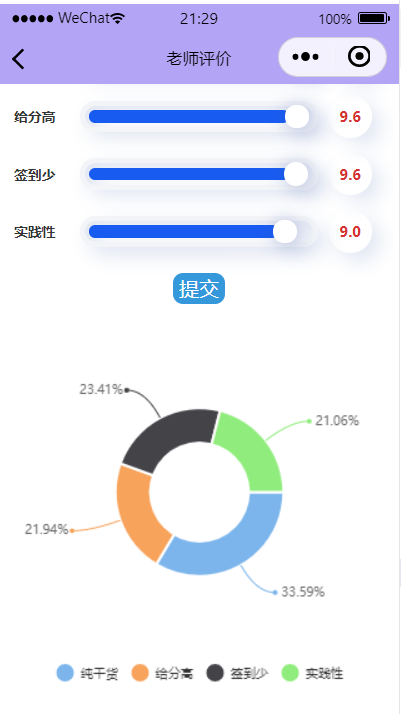 ●●●●● WeChat 21:29 100%
老师评价
给分高 9.6
签到少 9.6
实践性 9.0
提交
23.41%
21.06%
21.94%
33.59%
纯干货 给分高 签到少 实践性